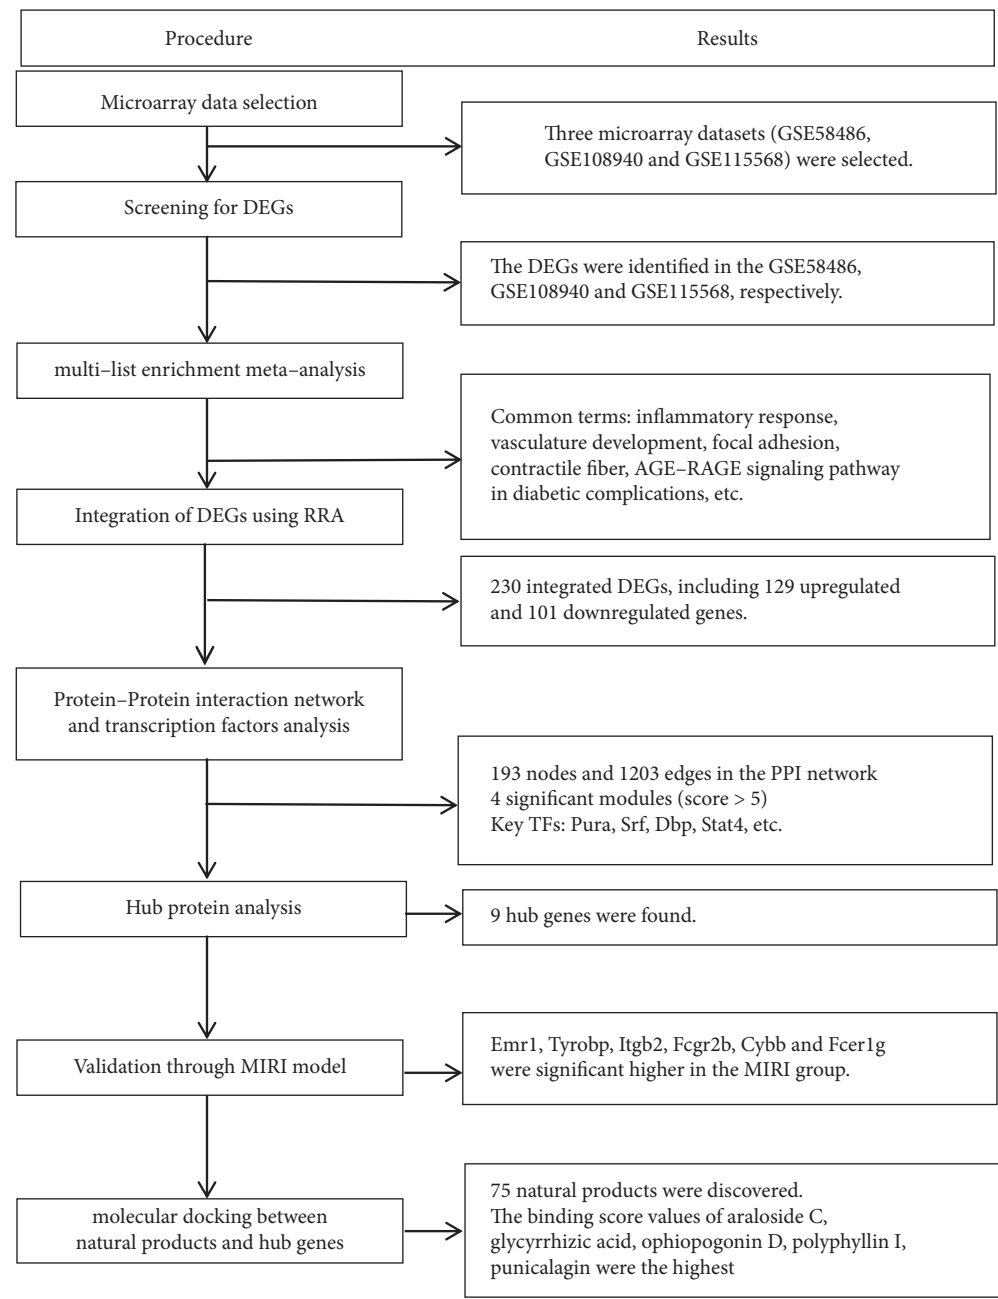 Procedure
Results
Microarray data selection
Three microarray datasets (GSE58486,
GSE108940 and GSE115568) were selected.
Screening for DEGs
The DEGs were identified in the GSE58486,
GSE108940 and GSE115568, respectively.
multi–list enrichment meta–analysis
Common terms: inflammatory response,
vasculature development, focal adhesion,
contractile fiber, AGE–RAGE signaling pathway
in diabetic complications, etc.
Integration of DEGs using RRA
230 integrated DEGs, including 129 upregulated
and 101 downregulated genes.
Protein–Protein interaction network
and transcription factors analysis
193 nodes and 1203 edges in the PPI network
4 significant modules (score > 5)
Key TFs: Pura, Srf, Dbp, Stat4, etc.
Hub protein analysis
9 hub genes were found.
Validation through MIRI model
Emr1, Tyrobp, Itgb2, Fcgr2b, Cybb and Fcer1g
were significant higher in the MIRI group.
molecular docking between
natural products and hub genes
75 natural products were discovered.
The binding score values of araloside C,
glycyrrhizic acid, ophiopogonin D, polyphyllin I,
punicalagin were the highest